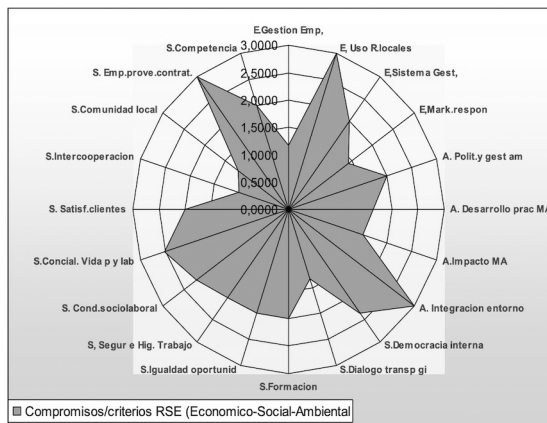 E.Gestion Emp,
S.Competencia
E, Uso R.locales
S. Emp.prove.contrat.
E,Sistema Gest,
S.Comunidad local
E,Mark.respon
S.Intercooperacion
A. Polit.y gest am
S. Satisf.clientes
A. Desarrollo prac MA
S.Concial. Vida p y lab
A.Impacto MA
S. Cond.sociolaboral
A. Integracion entorno
S, Segur e Hig. Trabajo
S.Democracia interna
S.Igualdad oportunid
S.Dialogo transp gi
S.Formacion
3,0000
2,5000
2,0000
1,5000
1,0000
0,5000
0,0000
Compromisos/criterios RSE (Economico-Social-Ambiental